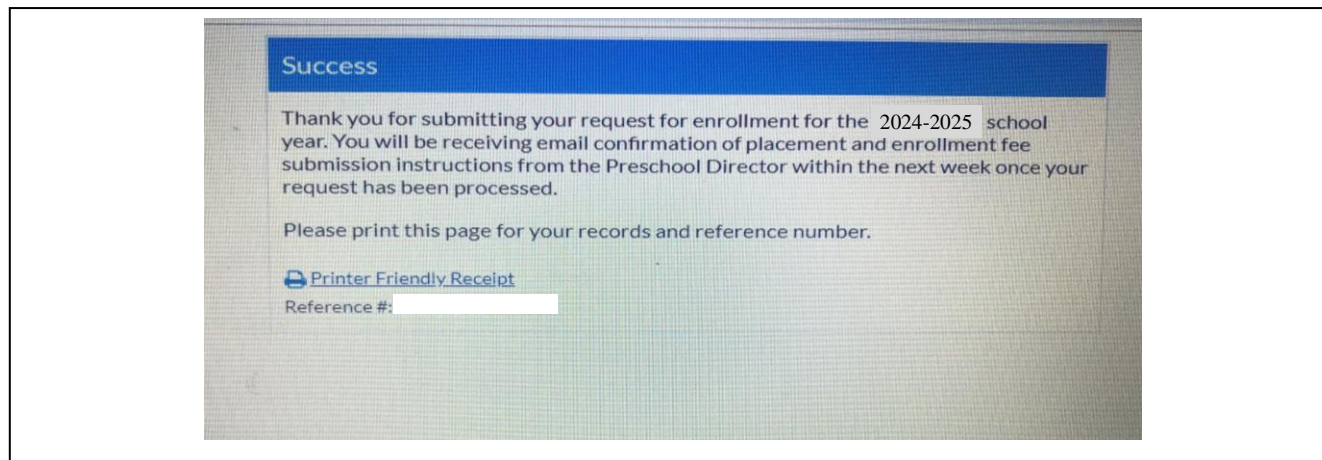 Success
Thank you for submitting your request for enrollment for the 2024-2025 school
year. You will be receiving email confirmation of placement and enrollment fee
submission instructions from the Preschool Director within the next week once your
request has been processed.
Please print this page for your records and reference number.
Printer Friendly Receipt
Reference #: